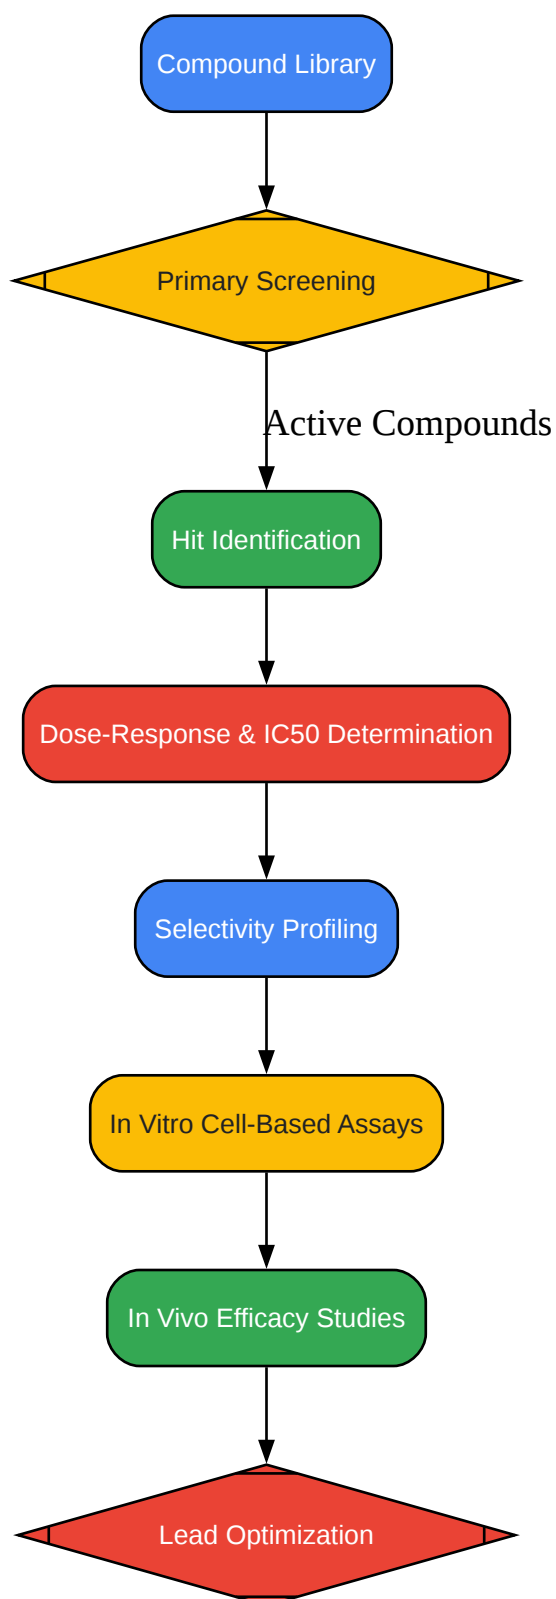 Compound Library
Primary Screening
Active Compounds
Hit Identification
Dose-Response & IC50 Determination
Selectivity Profiling
In Vitro Cell-Based Assays
In Vivo Efficacy Studies
Lead Optimization